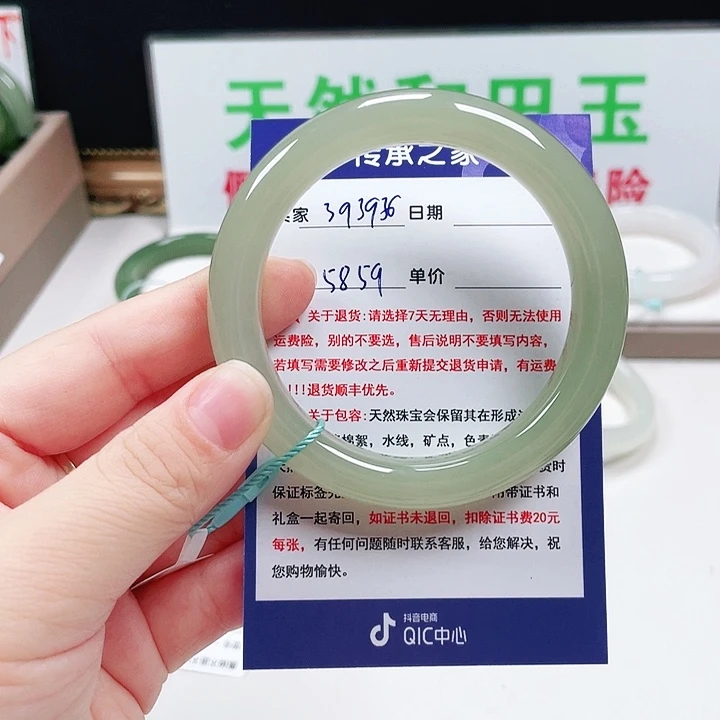 天然和田玉
险
传承之家
家 393936 日期
5859 单价
关于退货:请选择7天无理由，否则无法使用
运费险，别的不要选，售后说明不要填写内容，
若填写需要修改之后重新提交退货申请，有运费
!!!退货顺丰优先。
关于包容:天然珠宝会保留其在形成
棉絮，水线，矿点，色素
货时
保证标签完 用带证书和
礼盒一起寄回，如证书未退回，扣除证书费20元
每张，有任何问题随时联系客服，给您解决，祝
您购物愉快。
抖音电商
QIC中心